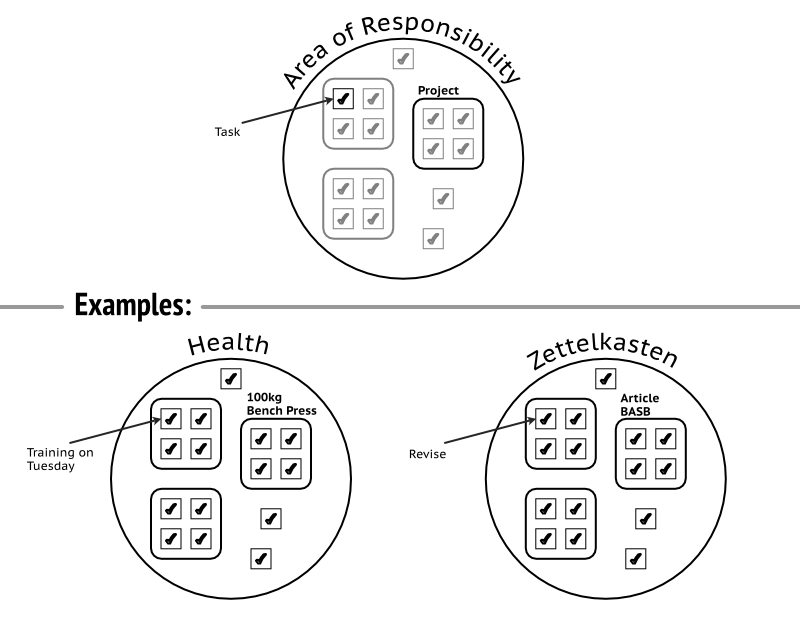 Area of Responsibility
Project
Task
Examples:
Health
100kg
Bench Press
Training on
Tuesday
Zettelkasten
Article
BASB
Revise